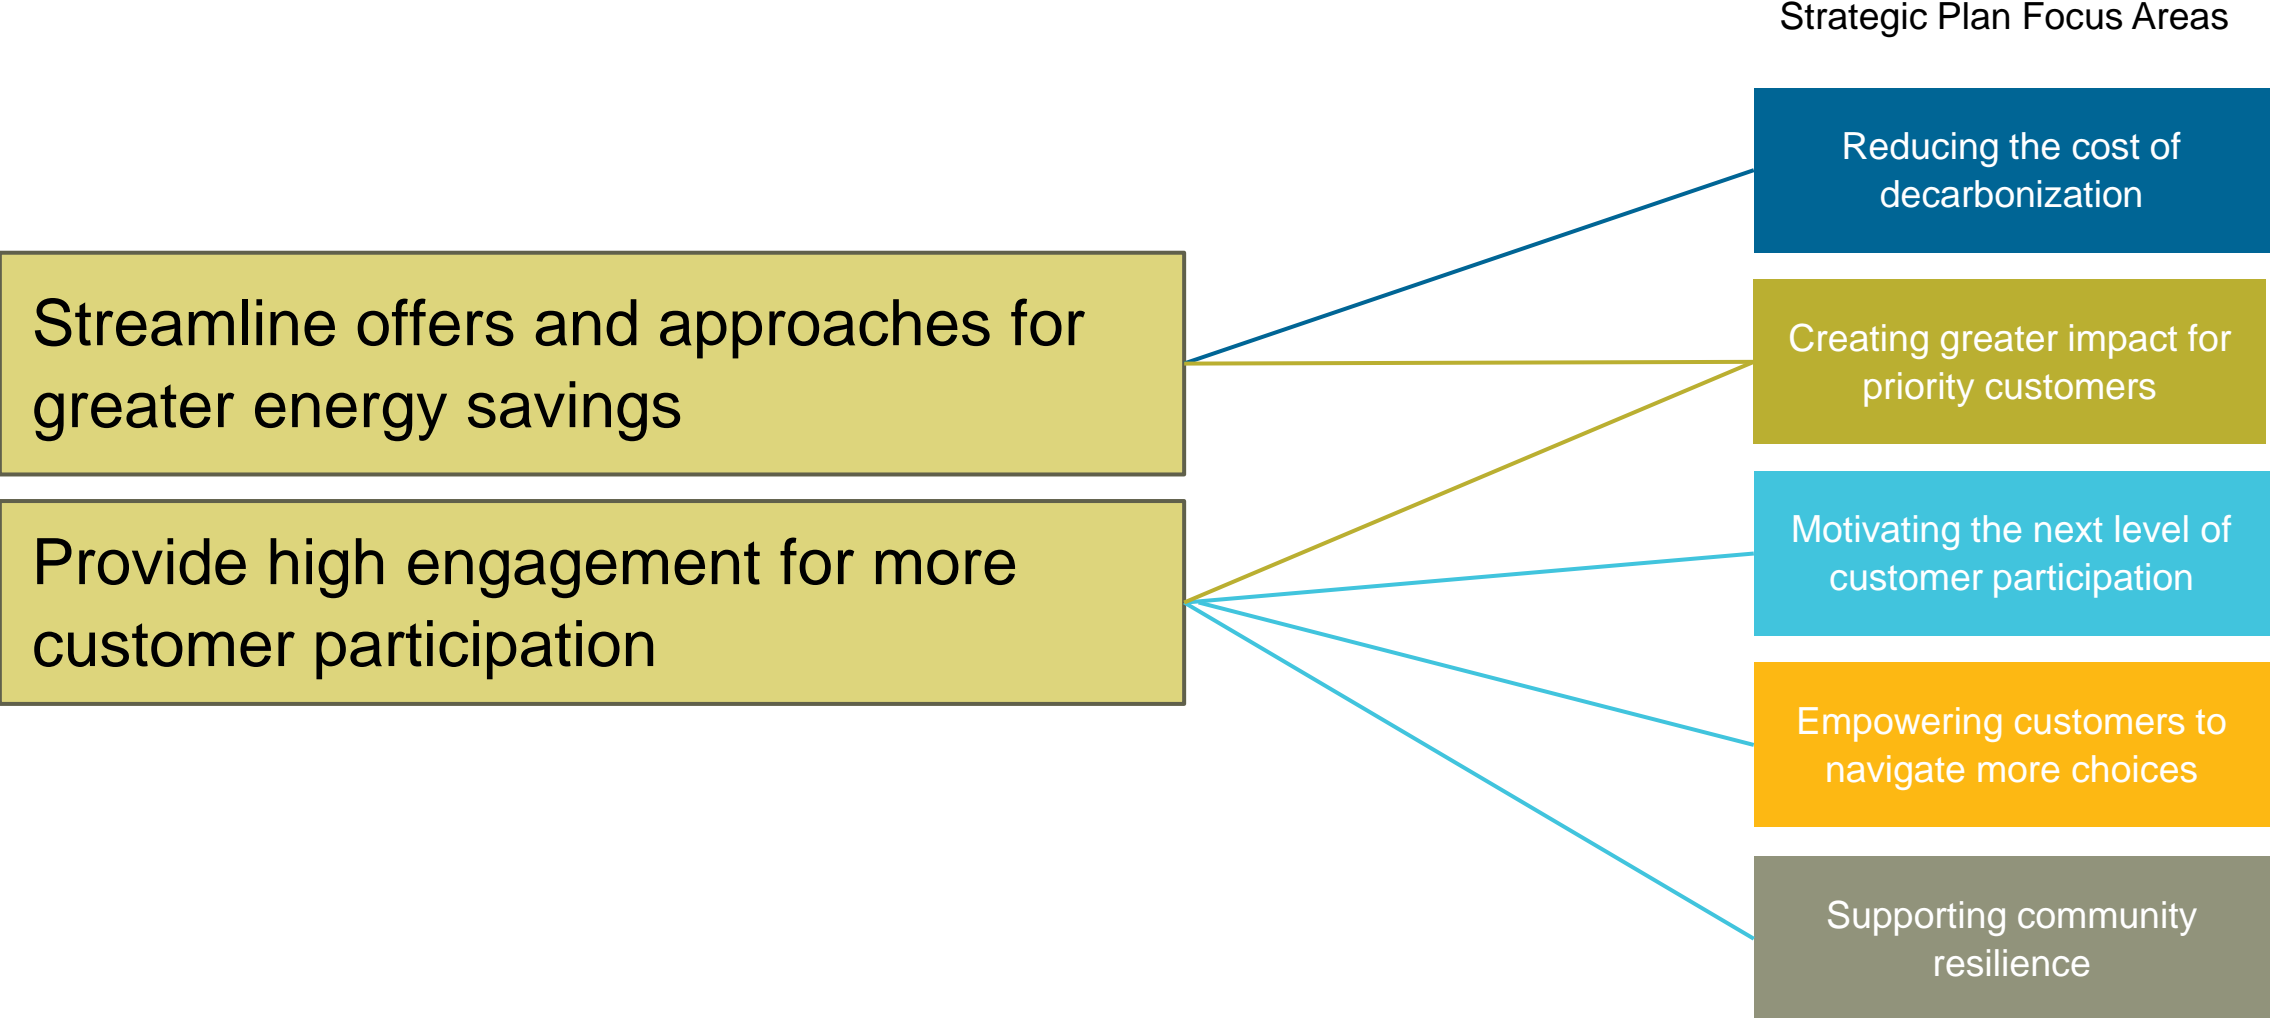 Strategic Plan Focus Areas
Streamline offers and approaches for
greater energy savings
Provide high engagement for more
customer participation
Reducing the cost of
decarbonization
Creating greater impact for
priority customers
Motivating the next level of
customer participation
Empowering customers to
navigate more choices
Supporting community
resilience